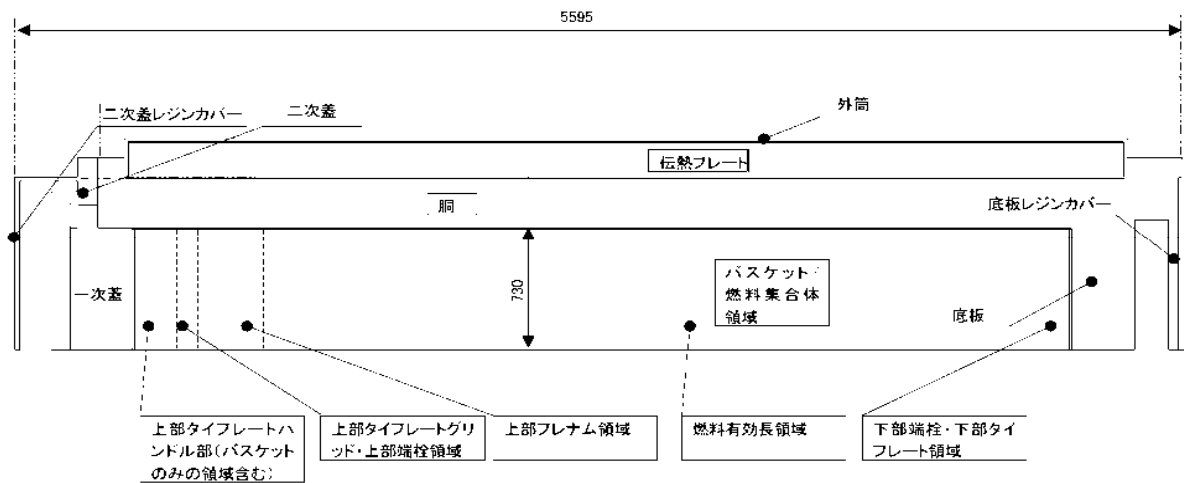 5595
二次蓋レジンカバー
二次蓋
外筒
伝熱フレート
胴
底板レジンカバー
一次蓋
730
バスケット・
燃料集合体
領域
底板
上部タイフレートハ
ンドル部(バスケット
のみの領域含む)
上部タイフレートグリ
ッド・上部端栓領域
上部フレナム領域
燃料有効長領域
下部端栓・下部タイ
フレート領域